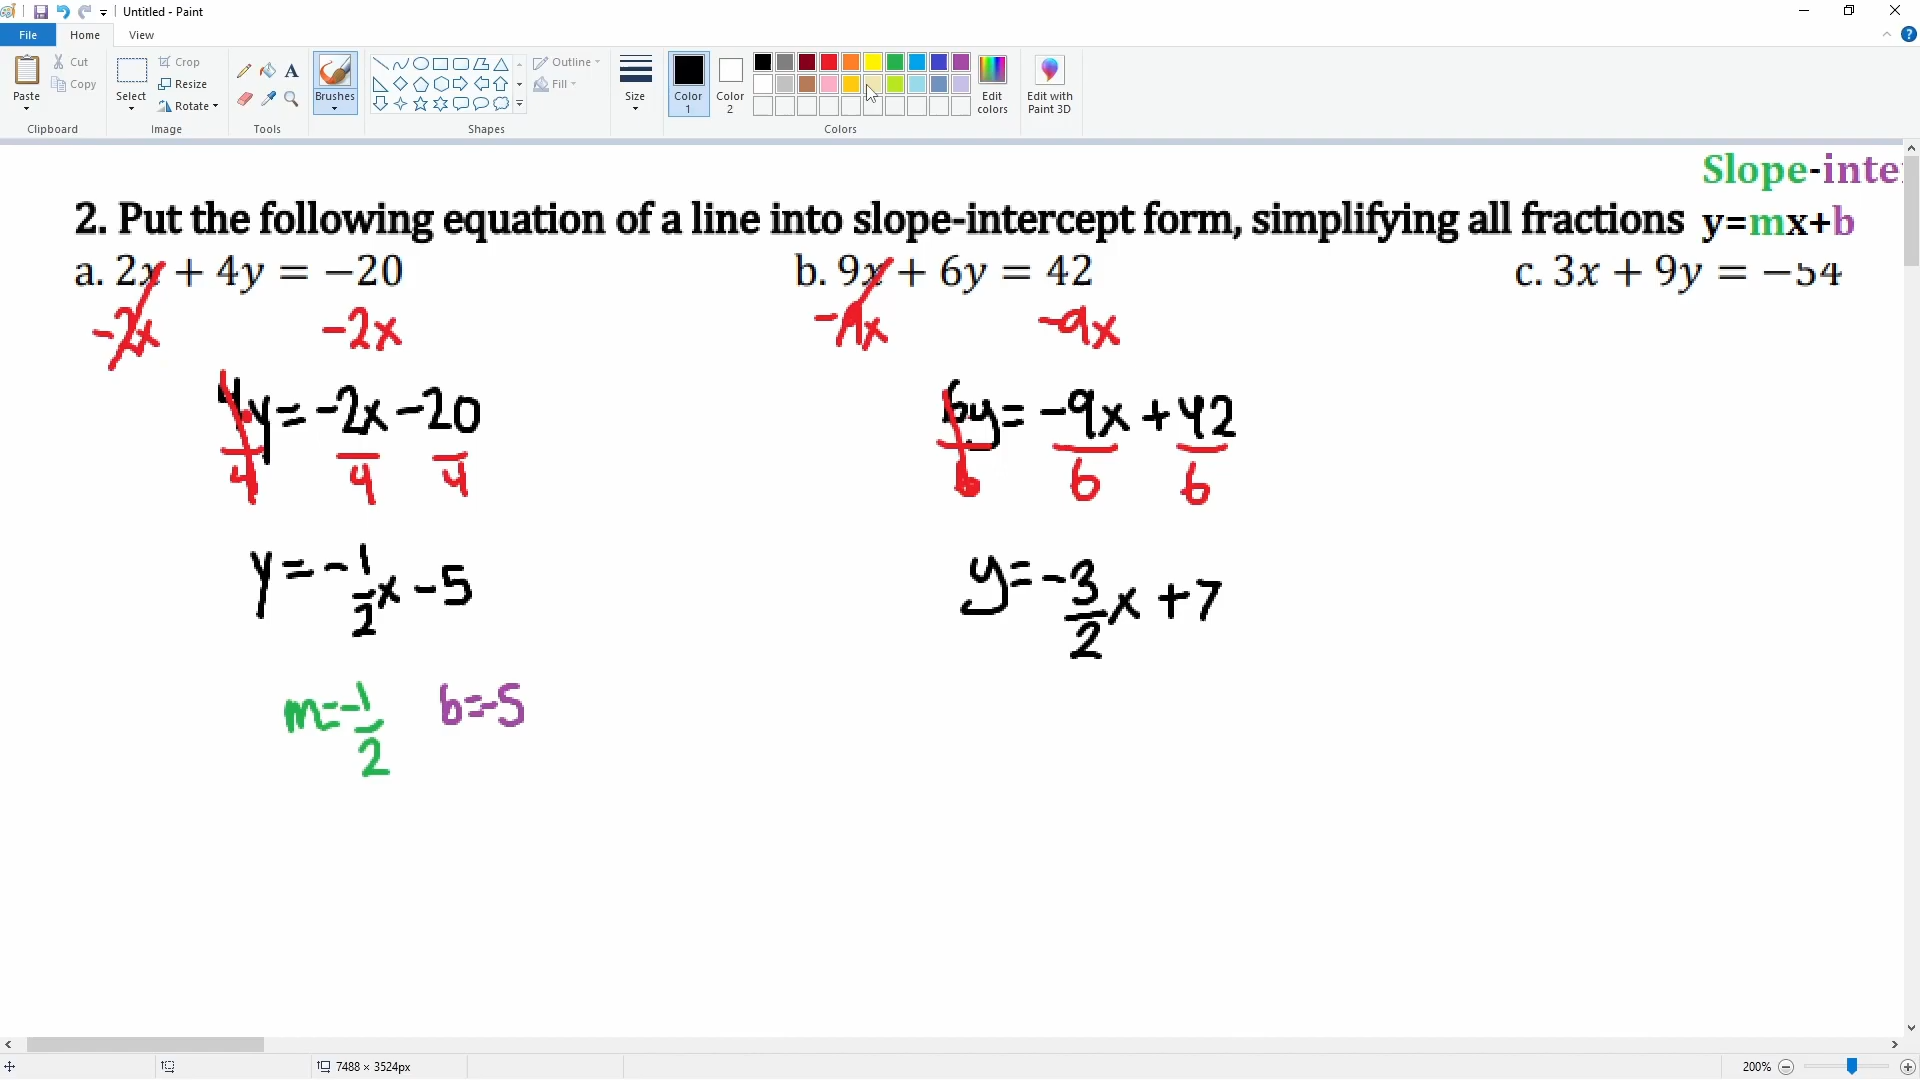 Untitled - Paint
File Home View
Paste Cut Copy Clipboard
Select Crop Resize Rotate Image
Tools
Brushes
Outline Fill Shapes
Size
Color 1 Color 2 Edit colors Colors
Edit with Paint 3D
Slope-inte
2. Put the following equation of a line into slope-intercept form, simplifying all fractions y=mx+b
a. 2x + 4y = −20 b. 9x + 6y = 42 c. 3x + 9y = −54
-2x -2x -9x -9x
4y = -2x - 20 6y = -9x + 42
4 4 4 6 6 6
y = -1/2 x - 5 y = -3/2 x + 7
m = -1/2 b = -5
7488 × 3524px 200%